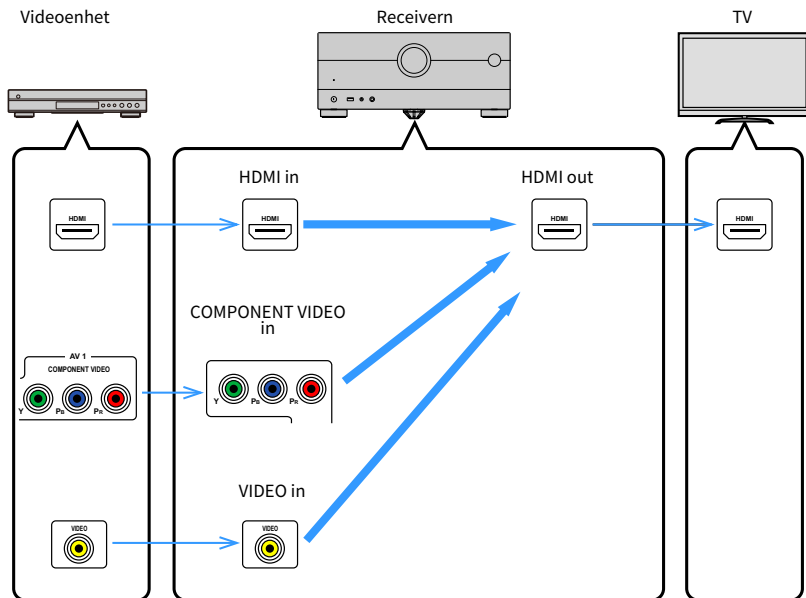 Videoenhet
Receivern
TV
HDMI in
HDMI out
HDMI
HDMI
HDMI
HDMI
COMPONENT VIDEO
in
AV 1
COMPONENT VIDEO
Y
PB
PR
Y
PB
PR
VIDEO in
VIDEO
VIDEO